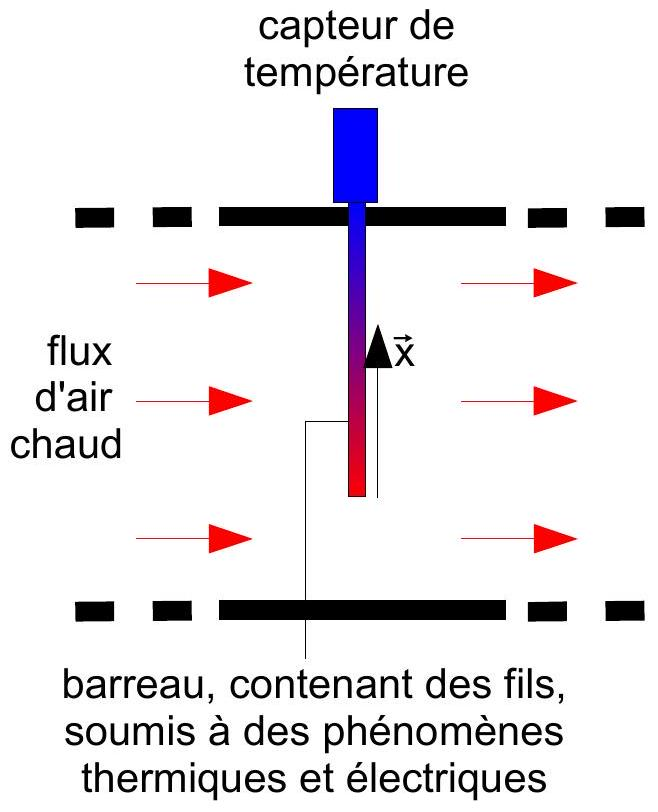 capteur de
température
flux
d'air
chaud
x⃗
barreau, contenant des fils,
soumis à des phénomènes
thermiques et électriques